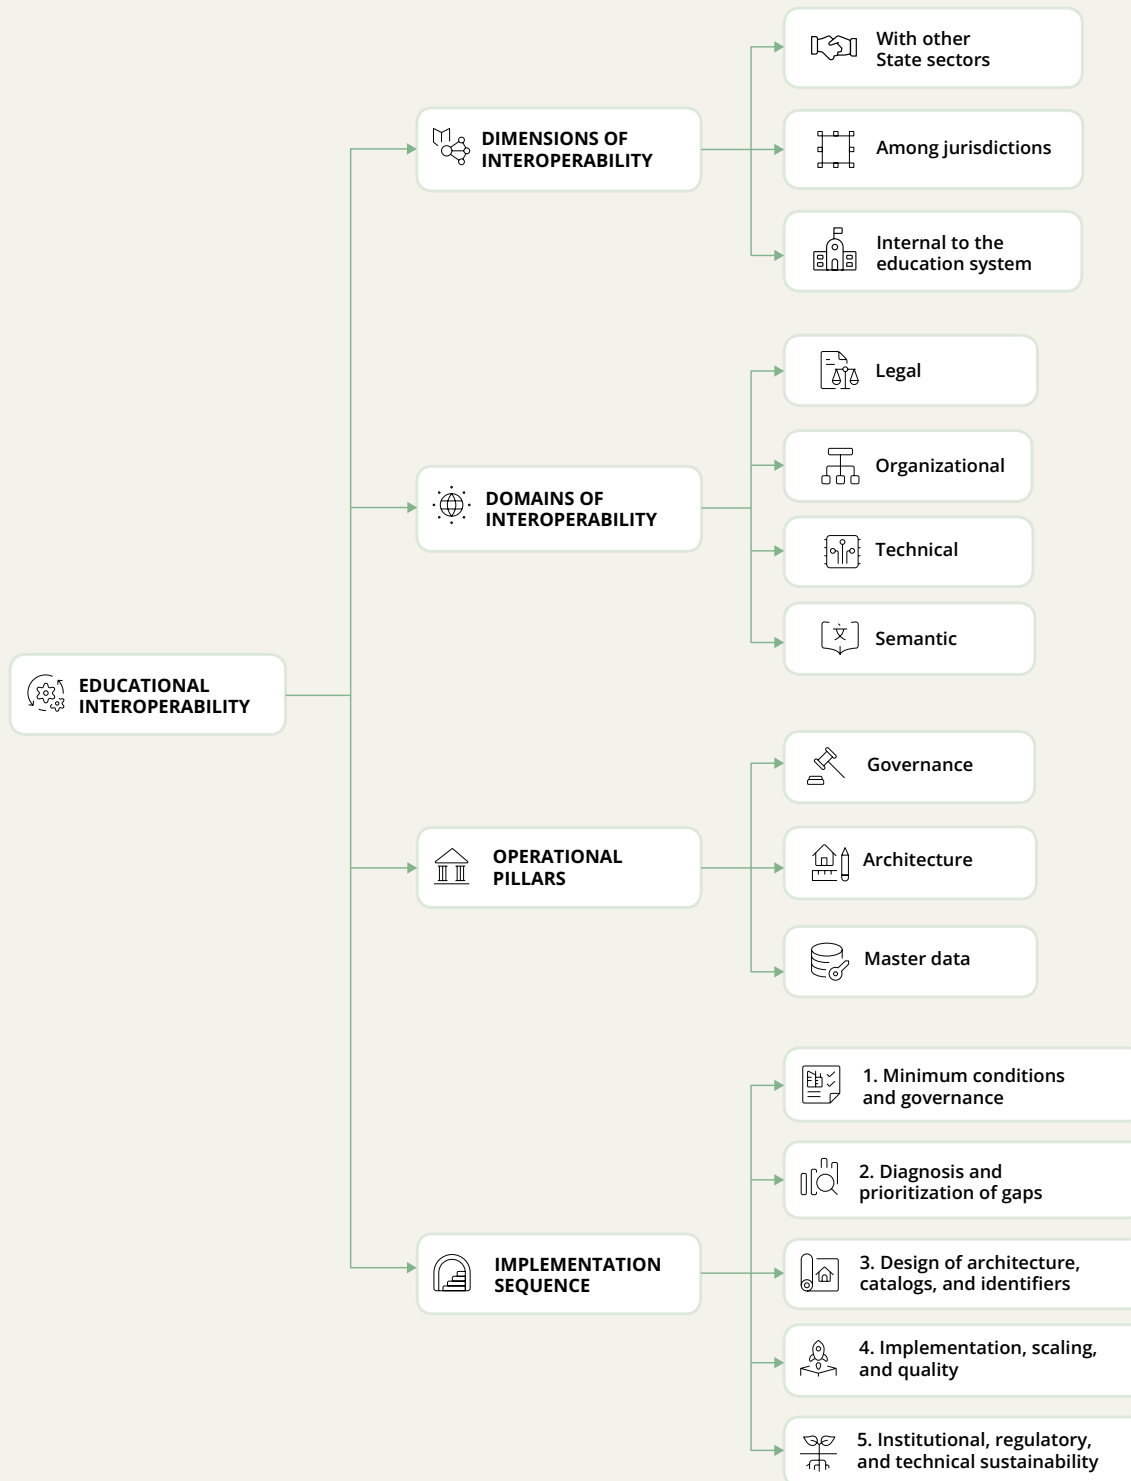 EDUCATIONAL
INTEROPERABILITY
DIMENSIONS OF
INTEROPERABILITY
With other
State sectors
Among jurisdictions
Internal to the
education system
DOMAINS OF
INTEROPERABILITY
Legal
Organizational
Technical
Semantic
文
OPERATIONAL
PILLARS
Governance
Architecture
Master data
IMPLEMENTATION
SEQUENCE
1. Minimum conditions
and governance
2. Diagnosis and
prioritization of gaps
3. Design of architecture,
catalogs, and identifiers
4. Implementation, scaling,
and quality
5. Institutional, regulatory,
and technical sustainability